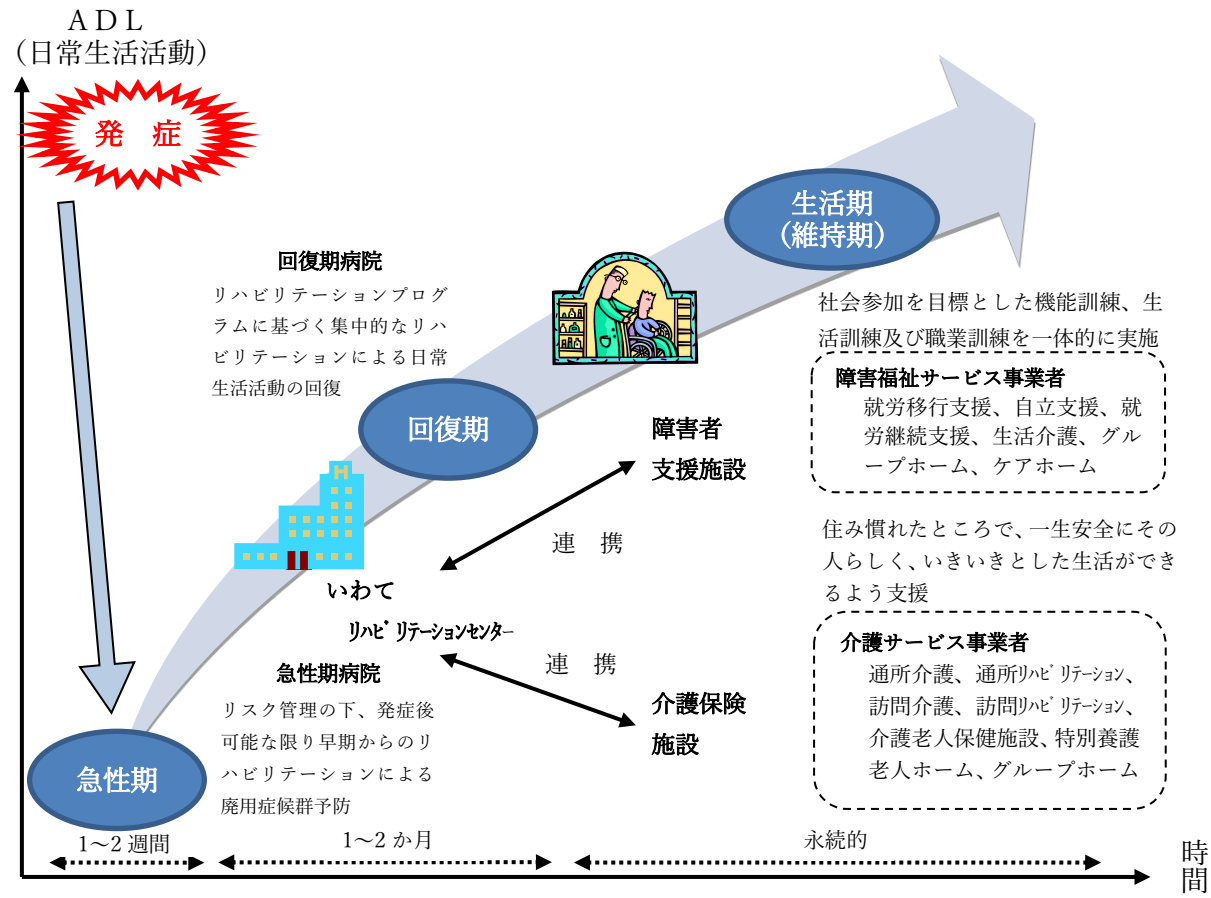 ＡＤＬ
（日常生活活動）
発　症
生活期
（維持期）
回復期病院
リハビリテーションプログ
ラムに基づく集中的なリハ
ビリテーションによる日常
生活活動の回復
回復期
社会参加を目標とした機能訓練、生
活訓練及び職業訓練を一体的に実施
障害福祉サービス事業者
就労移行支援、自立支援、就
労継続支援、生活介護、グル
ープホーム、ケアホーム
障害者
支援施設
H
連　携
いわて
ﾘﾊﾋﾞﾘﾃｰｼｮﾝｾﾝﾀｰ
連　携
住み慣れたところで、一生安全にその
人らしく、いきいきとした生活ができ
るよう支援
介護サービス事業者
通所介護、通所ﾘﾊﾋﾞﾘﾃｰｼｮﾝ、
訪問介護、訪問ﾘﾊﾋﾞﾘﾃｰｼｮﾝ、
介護老人保健施設、特別養護
老人ホーム、グループホーム
介護保険
施設
急性期病院
リスク管理の下、発症後
可能な限り早期からのリ
ハビリテーションによる
廃用症候群予防
急性期
1～2 週間
1～2 か月
永続的
時
間